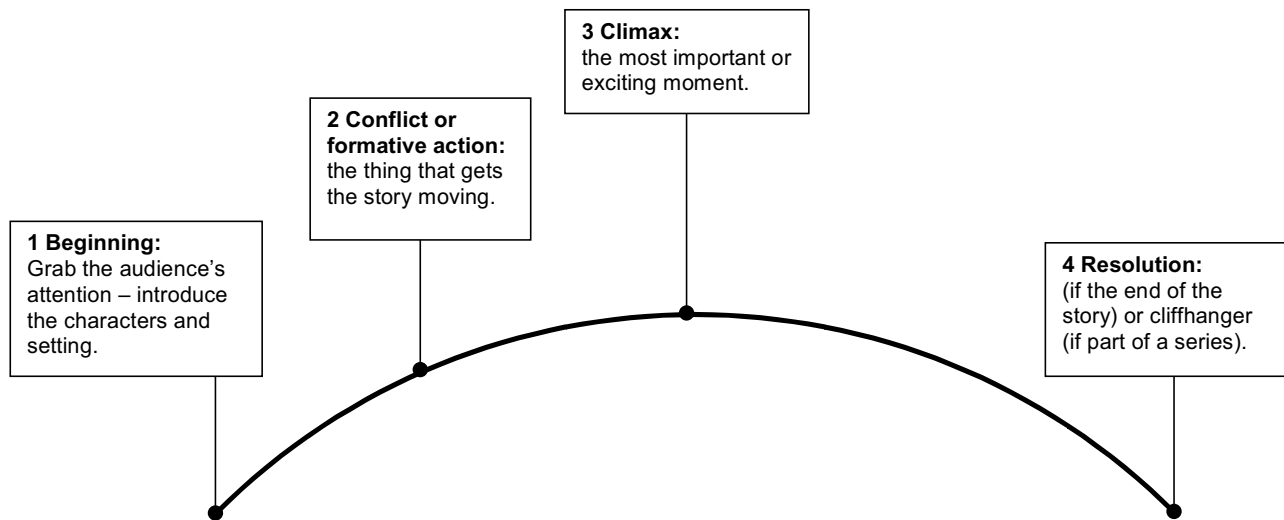 1 Beginning:
Grab the audience’s
attention – introduce
the characters and
setting.
2 Conflict or
formative action:
the thing that gets
the story moving.
3 Climax:
the most important or
exciting moment.
4 Resolution:
(if the end of the
story) or cliffhanger
(if part of a series).